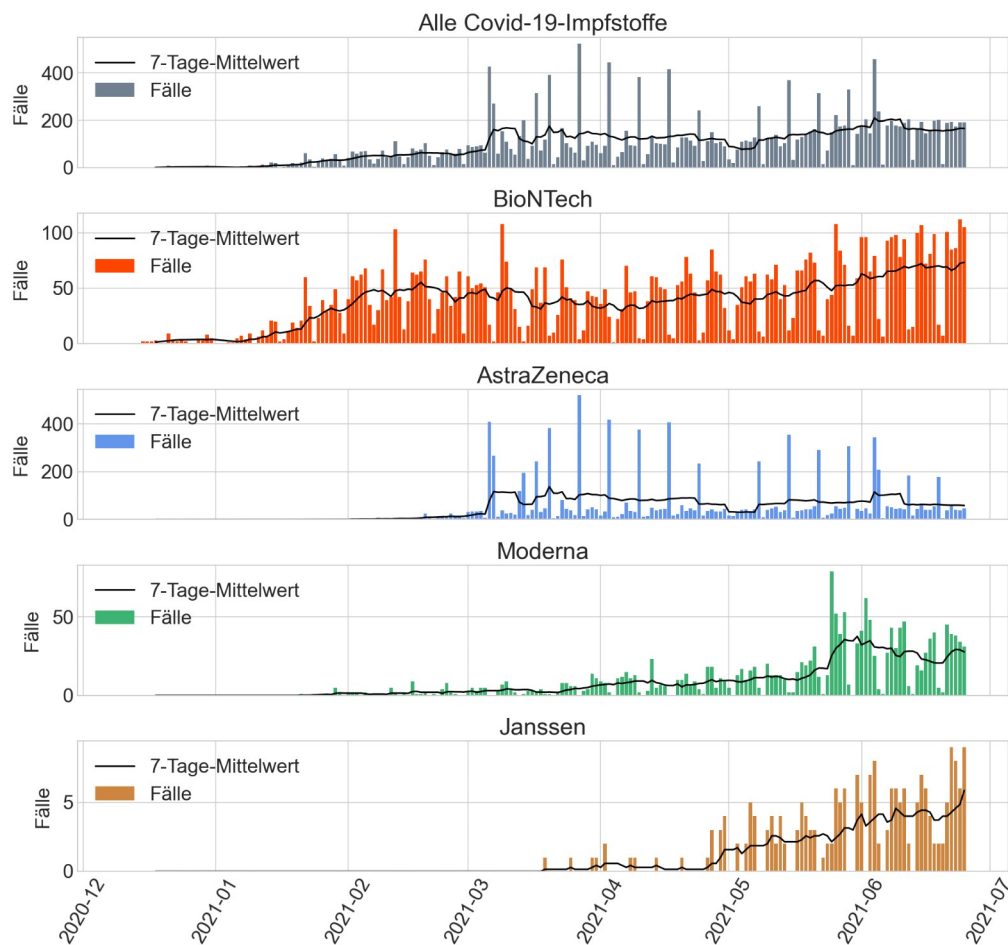 Alle Covid-19-Impfstoffe
Fälle
400
200
0
7-Tage-Mittelwert
Fälle
BioNTech
Fälle
100
50
0
7-Tage-Mittelwert
Fälle
AstraZeneca
Fälle
400
200
0
7-Tage-Mittelwert
Fälle
Moderna
Fälle
50
0
7-Tage-Mittelwert
Fälle
Janssen
Fälle
5
0
7-Tage-Mittelwert
Fälle
2020-12
2021-01
2021-02
2021-03
2021-04
2021-05
2021-06
2021-07